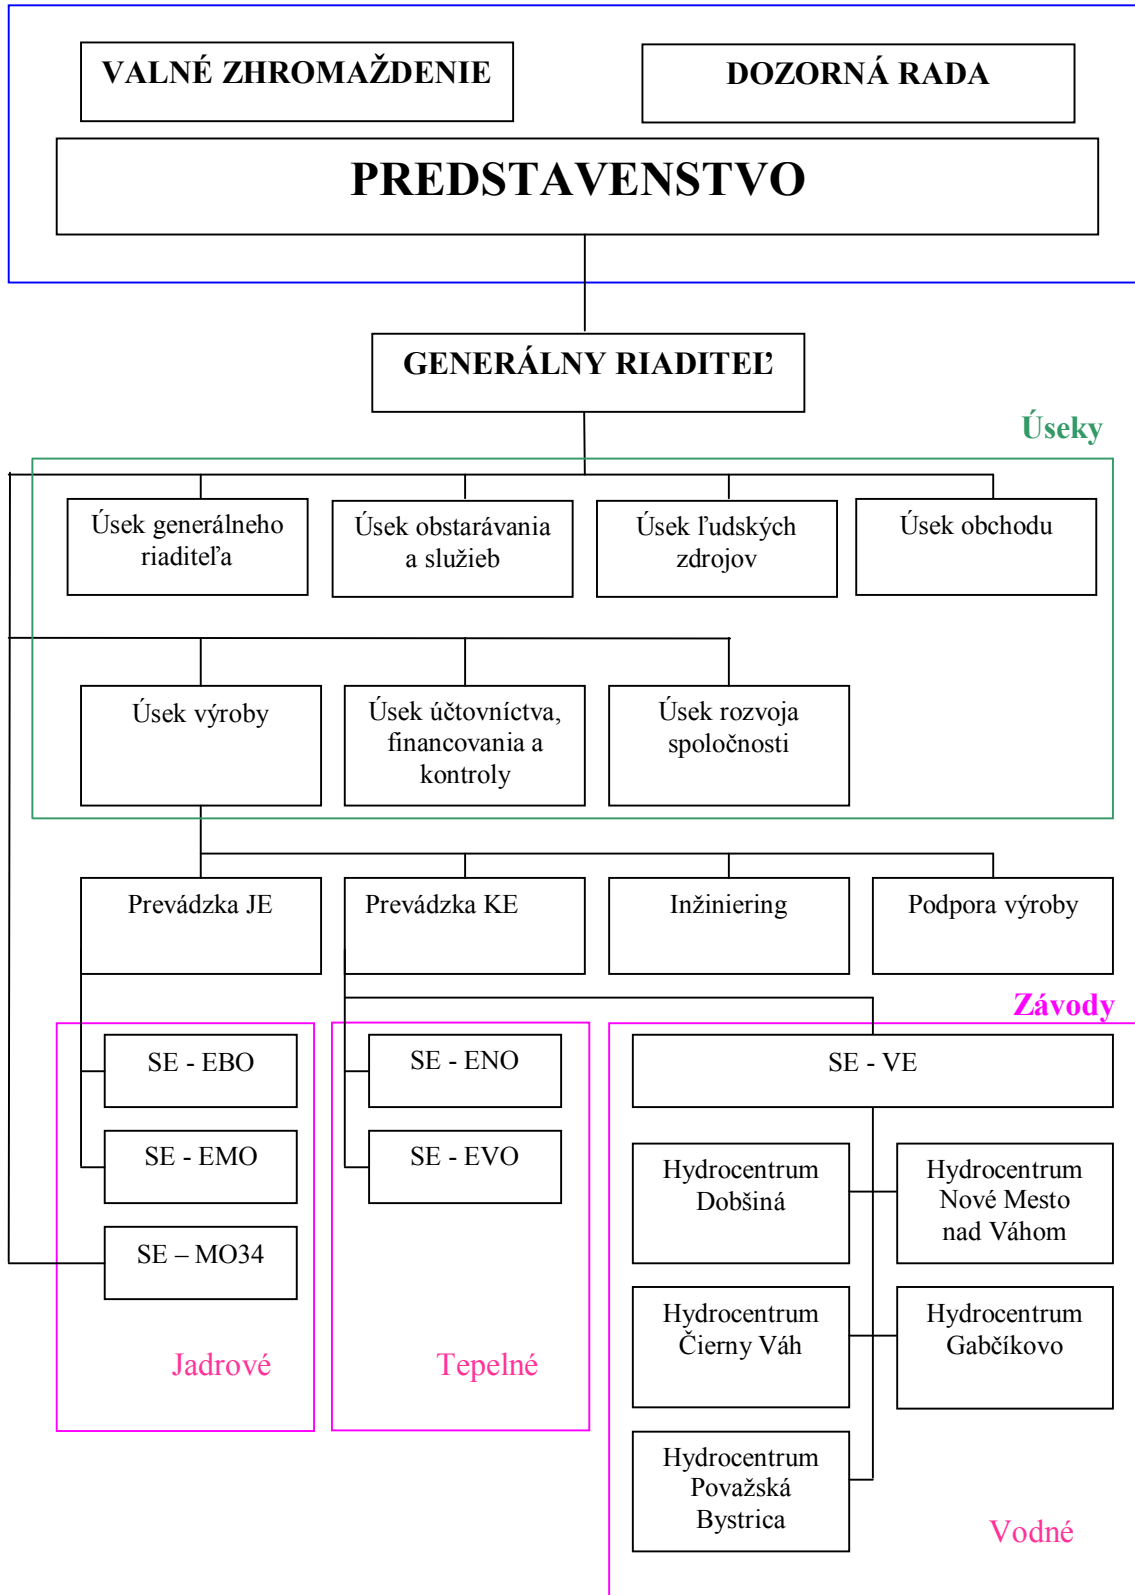 VALNÉ ZHROMAŽDENIE
DOZORNÁ RADA
PREDSTAVENSTVO
GENERÁLNY RIADITEĽ
Úseky
Úsek generálneho
riaditeľa
Úsek obstarávania
a služieb
Úsek ľudských
zdrojov
Úsek obchodu
Úsek výroby
Úsek účtovníctva,
financovania a
kontroly
Úsek rozvoja
spoločnosti
Prevádzka JE
Prevádzka KE
Inžiniering
Podpora výroby
Závody
SE - EBO
SE - EMO
SE – MO34
Jadrové
SE - ENO
SE - EVO
Tepelné
SE - VE
Hydrocentrum
Dobšiná
Hydrocentrum
Nové Mesto
nad Váhom
Hydrocentrum
Čierny Váh
Hydrocentrum
Gabčíkovo
Hydrocentrum
Považská
Bystrica
Vodné